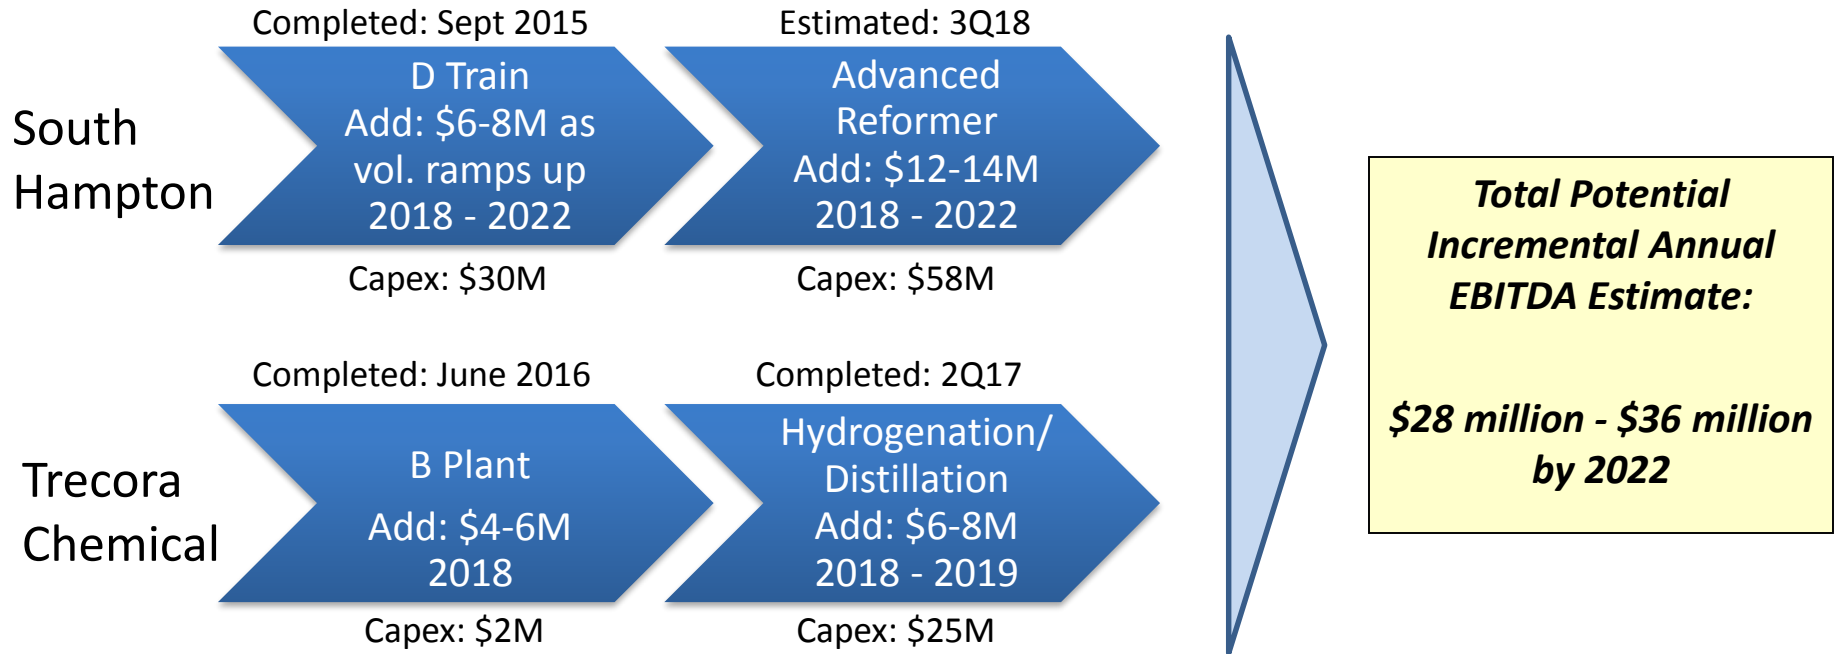 South
Hampton
Completed: Sept 2015
D Train
Add: $6-8M as
vol. ramps up
2018 - 2022
Capex: $30M
Estimated: 3Q18
Advanced
Reformer
Add: $12-14M
2018 - 2022
Capex: $58M
Trecora
Chemical
Completed: June 2016
B Plant
Add: $4-6M
2018
Capex: $2M
Completed: 2Q17
Hydrogenation/
Distillation
Add: $6-8M
2018 - 2019
Capex: $25M
Total Potential
Incremental Annual
EBITDA Estimate:
$28 million - $36 million
by 2022